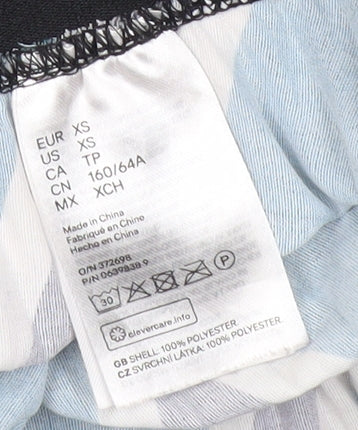 EUR XS
US XS
CA TP
CN 160/64A
MX XCH
Made in China
Fabriqué en Chine
Hecho en China
O/N 372698
P/N 0639838 9
30 P
clevercare.info
GB SHELL: 100% POLYESTER
CZ SVRCHNÍ LÁTKA: 100% POLYESTER